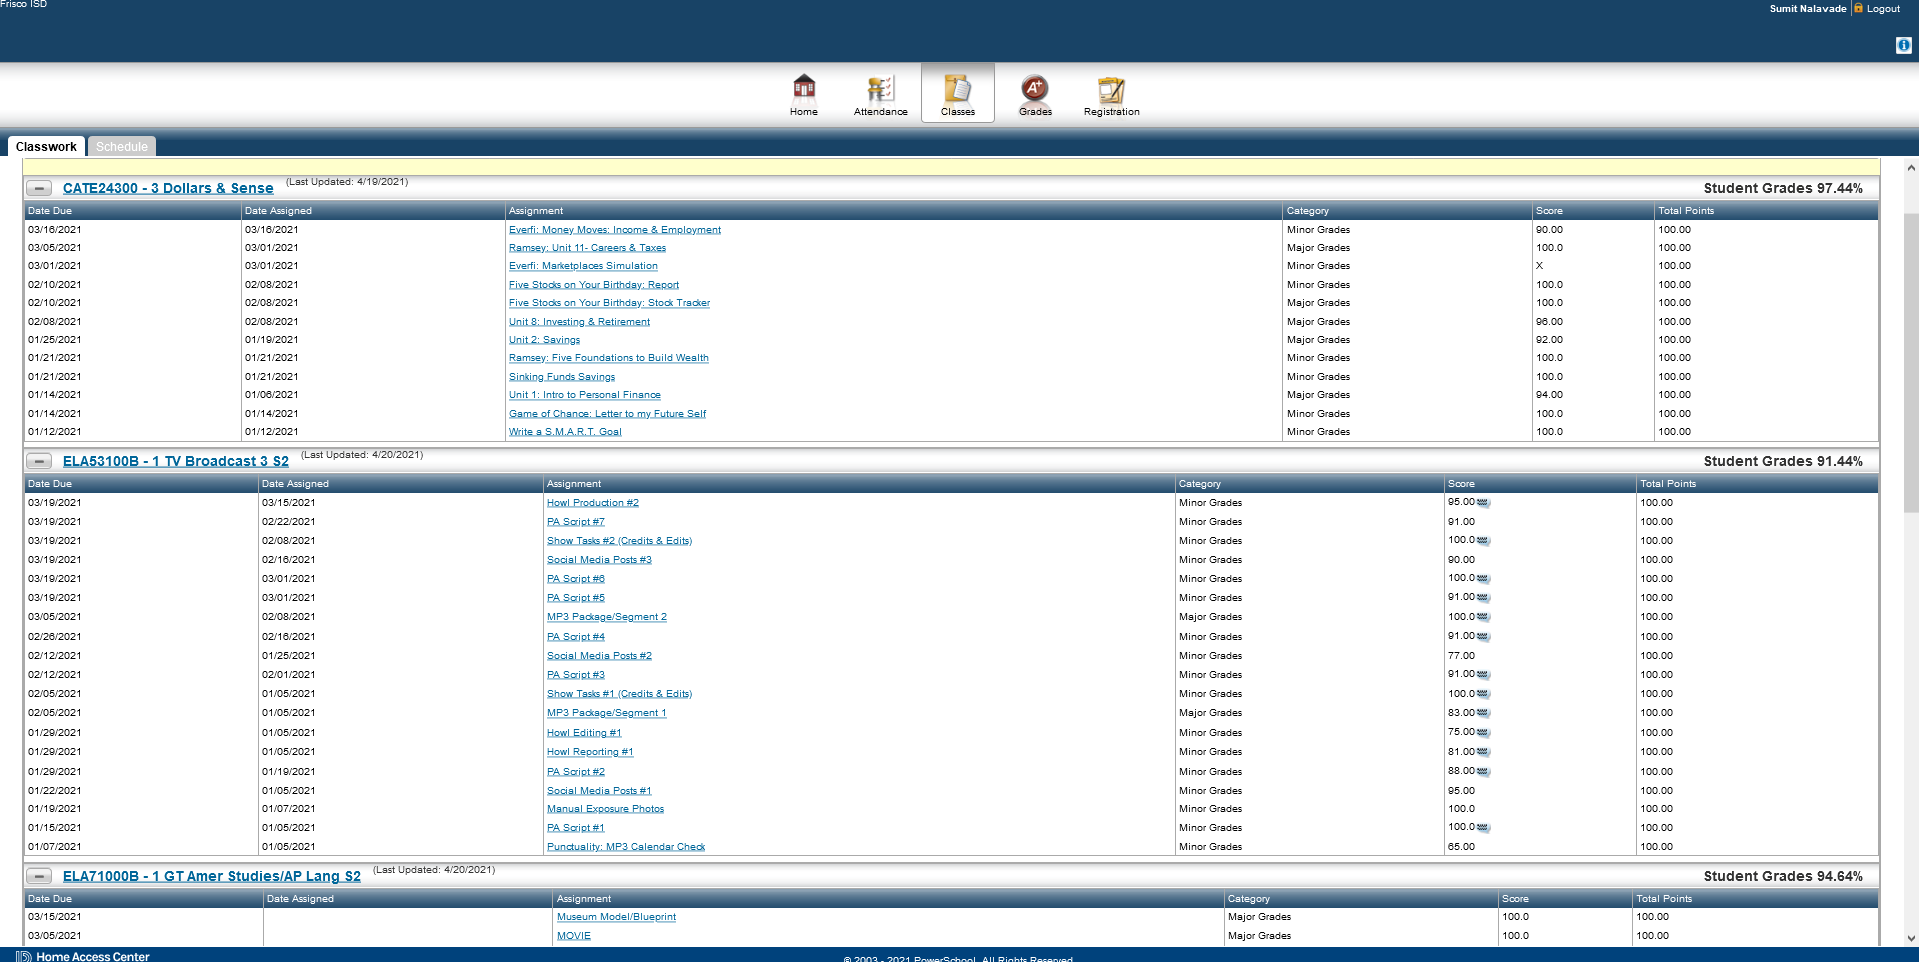 Frisco ISD
Sumit Nalavade Logout
Home Attendance Classes Grades Registration
Classwork Schedule
CATE24300 - 3 Dollars & Sense (Last Updated: 4/19/2021) Student Grades 97.44%
Date Due Date Assigned Assignment Category Score Total Points
03/16/2021 03/16/2021 Everfi: Money Moves: Income & Employment Minor Grades 90.00 100.00
03/05/2021 03/01/2021 Ramsey: Unit 11- Careers & Taxes Major Grades 100.0 100.00
03/01/2021 03/01/2021 Everfi: Marketplaces Simulation Minor Grades X 100.00
02/10/2021 02/08/2021 Five Stocks on Your Birthday: Report Minor Grades 100.0 100.00
02/10/2021 02/08/2021 Five Stocks on Your Birthday: Stock Tracker Major Grades 100.0 100.00
02/08/2021 02/08/2021 Unit 8: Investing & Retirement Major Grades 96.00 100.00
01/25/2021 01/19/2021 Unit 2: Savings Major Grades 92.00 100.00
01/21/2021 01/21/2021 Ramsey: Five Foundations to Build Wealth Minor Grades 100.0 100.00
01/21/2021 01/21/2021 Sinking Funds Savings Minor Grades 100.0 100.00
01/14/2021 01/06/2021 Unit 1: Intro to Personal Finance Major Grades 94.00 100.00
01/14/2021 01/14/2021 Game of Chance: Letter to my Future Self Minor Grades 100.0 100.00
01/12/2021 01/12/2021 Write a S.M.A.R.T. Goal Minor Grades 100.0 100.00
ELA53100B - 1 TV Broadcast 3 S2 (Last Updated: 4/20/2021) Student Grades 91.44%
Date Due Date Assigned Assignment Category Score Total Points
03/19/2021 03/15/2021 Howl Production #2 Minor Grades 95.00 100.00
03/19/2021 02/22/2021 PA Script #7 Minor Grades 91.00 100.00
03/19/2021 02/08/2021 Show Tasks #2 (Credits & Edits) Minor Grades 100.0 100.00
03/19/2021 02/16/2021 Social Media Posts #3 Minor Grades 90.00 100.00
03/19/2021 03/01/2021 PA Script #6 Minor Grades 100.0 100.00
03/19/2021 03/01/2021 PA Script #5 Minor Grades 91.00 100.00
03/05/2021 02/08/2021 MP3 Package/Segment 2 Major Grades 100.0 100.00
02/26/2021 02/16/2021 PA Script #4 Minor Grades 91.00 100.00
02/12/2021 01/25/2021 Social Media Posts #2 Minor Grades 77.00 100.00
02/12/2021 02/01/2021 PA Script #3 Minor Grades 91.00 100.00
02/05/2021 01/05/2021 Show Tasks #1 (Credits & Edits) Minor Grades 100.0 100.00
02/05/2021 01/05/2021 MP3 Package/Segment 1 Major Grades 83.00 100.00
01/29/2021 01/05/2021 Howl Editing #1 Minor Grades 75.00 100.00
01/29/2021 01/05/2021 Howl Reporting #1 Minor Grades 81.00 100.00
01/29/2021 01/19/2021 PA Script #2 Minor Grades 88.00 100.00
01/22/2021 01/05/2021 Social Media Posts #1 Minor Grades 95.00 100.00
01/19/2021 01/07/2021 Manual Exposure Photos Minor Grades 100.0 100.00
01/15/2021 01/05/2021 PA Script #1 Minor Grades 100.0 100.00
01/07/2021 01/05/2021 Punctuality: MP3 Calendar Check Minor Grades 65.00 100.00
ELA71000B - 1 GT Amer Studies/AP Lang S2 (Last Updated: 4/20/2021) Student Grades 94.64%
Date Due Date Assigned Assignment Category Score Total Points
03/15/2021 Museum Model/Blueprint Major Grades 100.0 100.00
03/05/2021 MOVIE Major Grades 100.0 100.00
Home Access Center © 2003 - 2021 PowerSchool. All Rights Reserved.